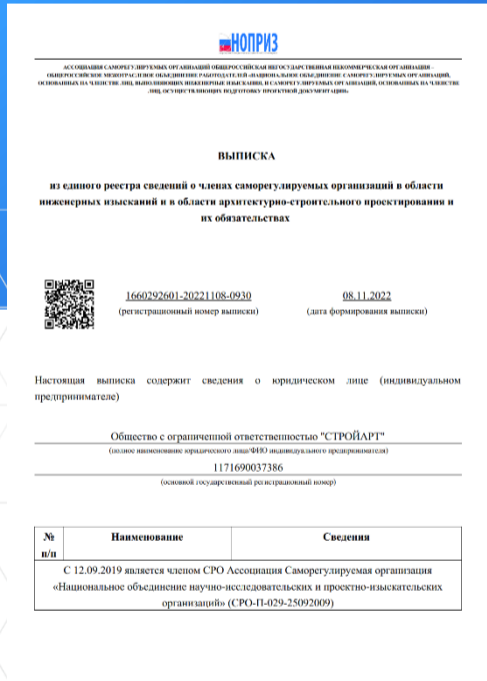 НОПРИЗ
АССОЦИАЦИЯ САМОРЕГУЛИРУЕМЫХ ОРГАНИЗАЦИЙ ОБЩЕРОССИЙСКАЯ НЕГОСУДАРСТВЕННАЯ НЕКОММЕРЧЕСКАЯ ОРГАНИЗАЦИЯ -
ОБЩЕРОССИЙСКОЕ МЕЖОТРАСЛЕВОЕ ОБЪЕДИНЕНИЕ РАБОТОДАТЕЛЕЙ «НАЦИОНАЛЬНОЕ ОБЪЕДИНЕНИЕ САМОРЕГУЛИРУЕМЫХ ОРГАНИЗАЦИЙ,
ОСНОВАННЫХ НА ЧЛЕНСТВЕ ЛИЦ, ВЫПОЛНЯЮЩИХ ИНЖЕНЕРНЫЕ ИЗЫСКАНИЯ, И САМОРЕГУЛИРУЕМЫХ ОРГАНИЗАЦИЙ, ОСНОВАННЫХ НА ЧЛЕНСТВЕ
ЛИЦ, ОСУЩЕСТВЛЯЮЩИХ ПОДГОТОВКУ ПРОЕКТНОЙ ДОКУМЕНТАЦИИ»
ВЫПИСКА
из единого реестра сведений о членах саморегулируемых организаций в области
инженерных изысканий и в области архитектурно-строительного проектирования и
их обязательствах
1660292601-20221108-0930 08.11.2022
(регистрационный номер выписки) (дата формирования выписки)
Настоящая выписка содержит сведения о юридическом лице (индивидуальном
предпринимателе)
Общество с ограниченной ответственностью "СТРОЙАРТ"
(полное наименование юридического лица/ФИО индивидуального предпринимателя)
1171690037386
(основной государственный регистрационный номер)
№ Наименование Сведения
п/п
С 12.09.2019 является членом СРО Ассоциация Саморегулируемая организация
«Национальное объединение научно-исследовательских и проектно-изыскательских
организаций» (СРО-П-029-25092009)